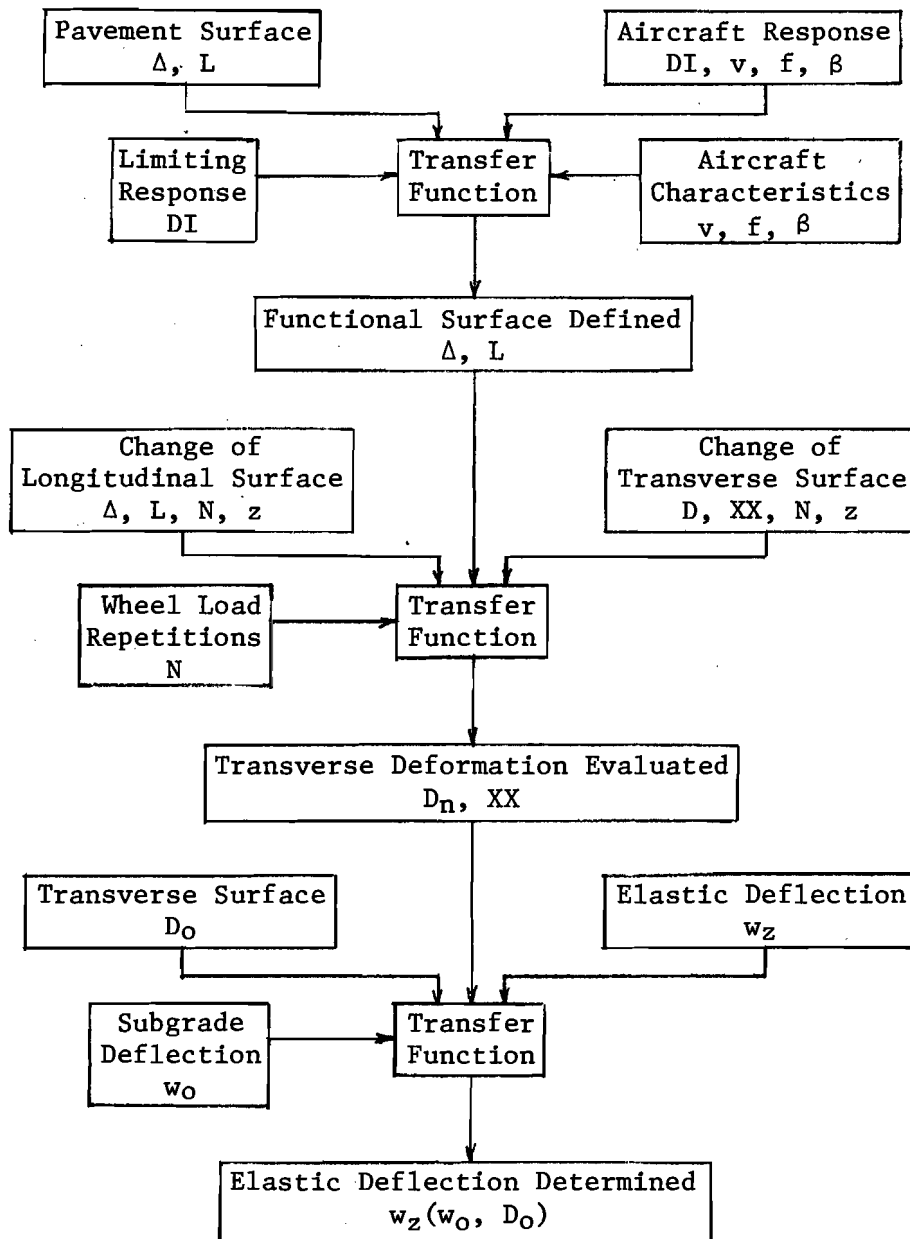 Pavement Surface
Δ, L
Aircraft Response
DI, v, f, β
Limiting
Response
DI
Transfer
Function
Aircraft
Characteristics
v, f, β
Functional Surface Defined
Δ, L
Change of
Longitudinal Surface
Δ, L, N, z
Change of
Transverse Surface
D, XX, N, z
Wheel Load
Repetitions
N
Transfer
Function
Transverse Deformation Evaluated
Dn, XX
Transverse Surface
Do
Elastic Deflection
wz
Subgrade
Deflection
wo
Transfer
Function
Elastic Deflection Determined
wz(wo, Do)